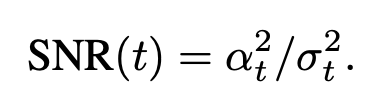 SNR(t) = α_t^2/σ_t^2.